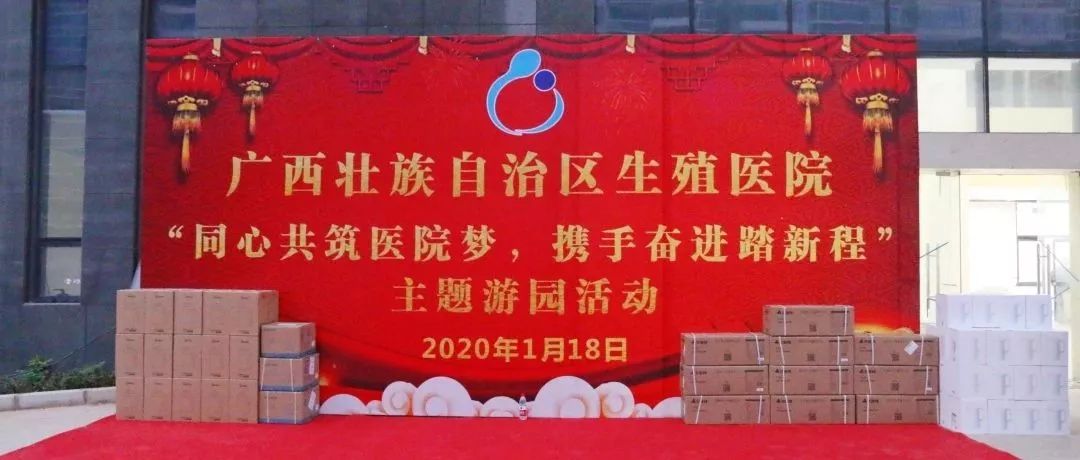 广西壮族自治区生殖医院
“同心共筑医院梦，携手奋进踏新程”
主题游园活动
2020年1月18日